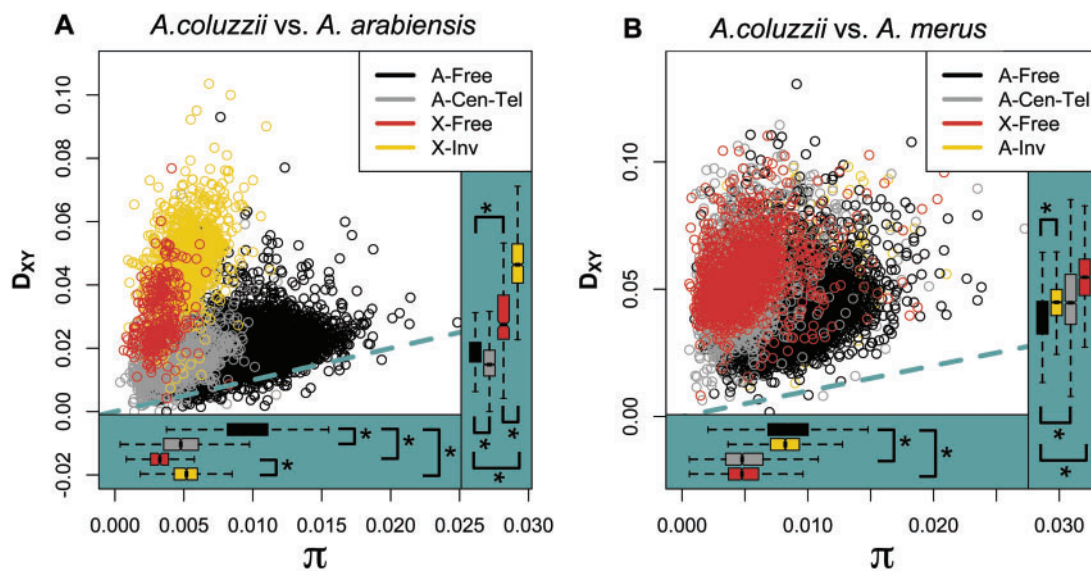 A A.coluzzii vs. A. arabiensis
A-Free
A-Cen-Tel
X-Free
X-Inv
DXY
0.10
0.08
0.06
0.04
0.02
0.00
-0.02
* * * *
* * * *
0.000 0.005 0.010 0.015 0.020 0.025 0.030
π
B A.coluzzii vs. A. merus
A-Free
A-Cen-Tel
X-Free
A-Inv
DXY
0.10
0.05
0.00
* * *
* *
0.000 0.010 0.020 0.030
π